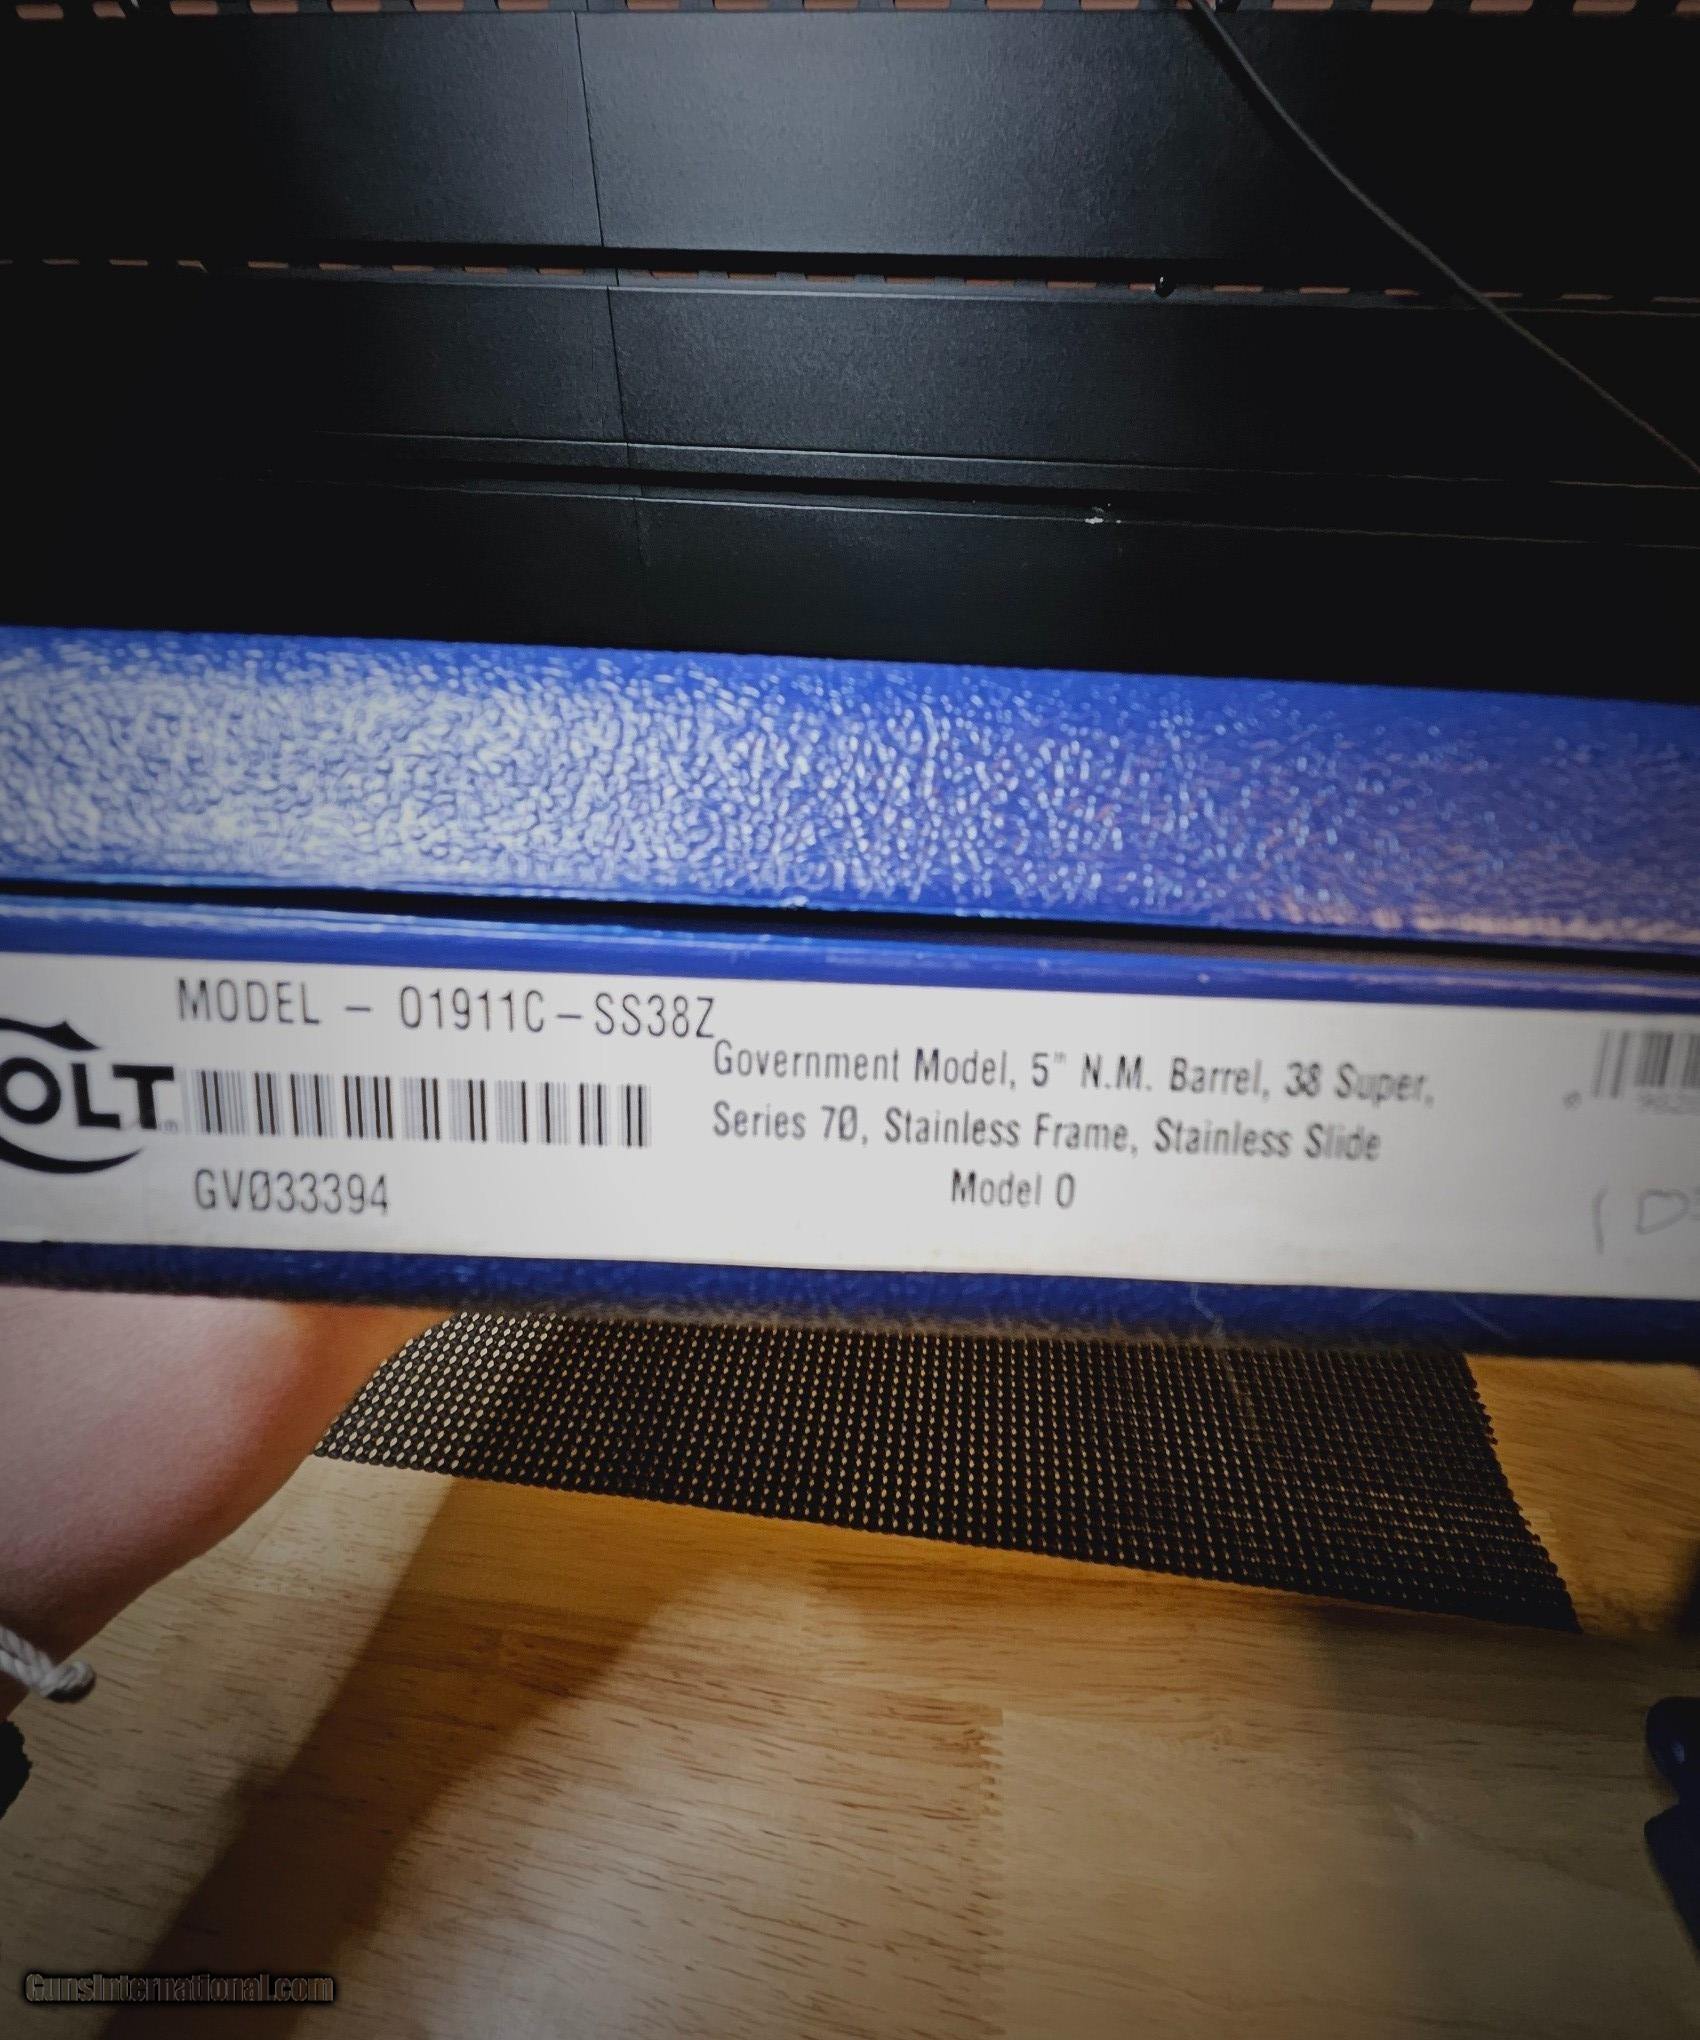 MODEL - O1911C-SS38Z
OLT
Government Model, 5" N.M. Barrel, 38 Super,
Series 70, Stainless Frame, Stainless Slide
Model O
GVØ33394
GunsInternational.com